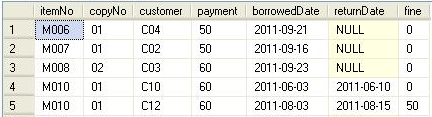 itemNo copyNo customer payment borrowedDate returnDate fine
1 M006 01 C04 50 2011-09-21 NULL 0
2 M007 01 C02 50 2011-09-16 NULL 0
3 M008 02 C03 60 2011-09-23 NULL 0
4 M010 01 C10 60 2011-06-03 2011-06-10 0
5 M010 01 C12 60 2011-08-03 2011-08-15 50